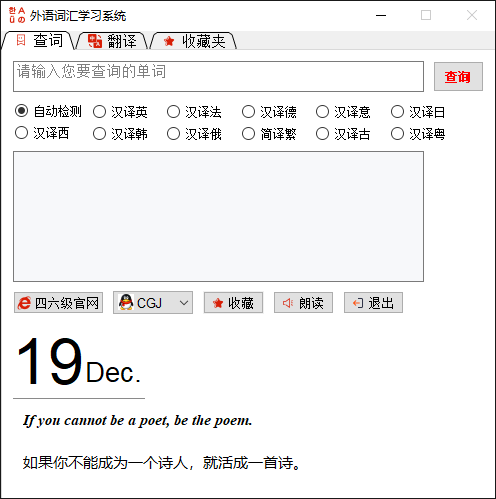 外语词汇学习系统
查词 翻译 收藏夹
请输入您要查询的单词 查询
自动检测 汉译英 汉译法 汉译德 汉译意 汉译日
汉译西 汉译韩 汉译俄 简译繁 汉译古 汉译粤
四六级官网 CGJ 收藏 朗读 退出
19Dec.
If you cannot be a poet, be the poem.
如果你不能成为一个诗人，就活成一首诗。